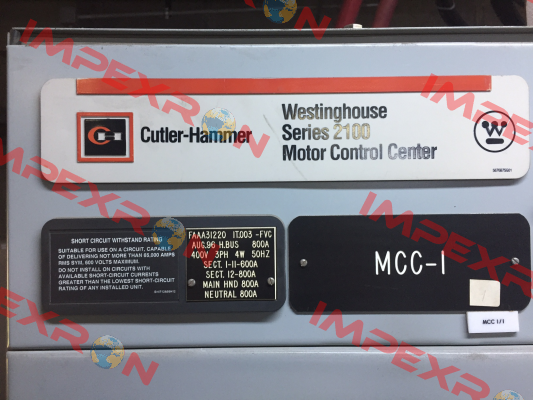 IMPEXRON
Cutler-Hammer
Westinghouse
Series 2100
Motor Control Center
SHORT CIRCUIT WITHSTAND RATING
SUITABLE FOR USE ON A CIRCUIT, CAPABLE
OF DELIVERING NOT MORE THAN 65,000 AMPS
RMS SYM, 600 VOLTS MAXIMUM.
DO NOT INSTALL ON CIRCUITS WITH
AVAILABLE SHORT-CIRCUIT CURRENTS
GREATER THAN THE LOWEST SHORT-CIRCUIT
RATING OF ANY INSTALLED UNIT.
FAAA31220 IT.003 -FVC
AUG.96 H.BUS 800A
400V 3PH 4W 50HZ
SECT. 1-11-600A
SECT. 12-800A
MAIN HND 800A
NEUTRAL 800A
MCC-1
MCC 1/1